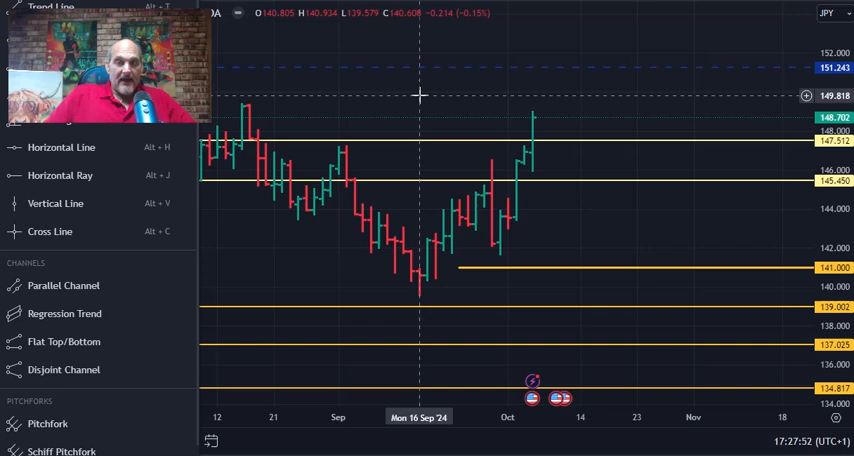 Trend Line Alt + T
DA O140.805 H140.934 L139.579 C140.608 −0.214 (−0.15%)
JPY
152.000
151.243
149.818
148.702
148.000
147.512
146.000
145.450
144.000
142.000
141.000
140.000
139.002
138.000
137.025
136.000
134.817
134.000
Horizontal Line Alt + H
Horizontal Ray Alt + J
Vertical Line Alt + V
Cross Line Alt + C
CHANNELS
Parallel Channel
Regression Trend
Flat Top/Bottom
Disjoint Channel
PITCHFORKS
Pitchfork
Schiff Pitchfork
12 21 Sep Mon 16 Sep '24 Oct 14 23 Nov 18
17:27:52 (UTC+1)